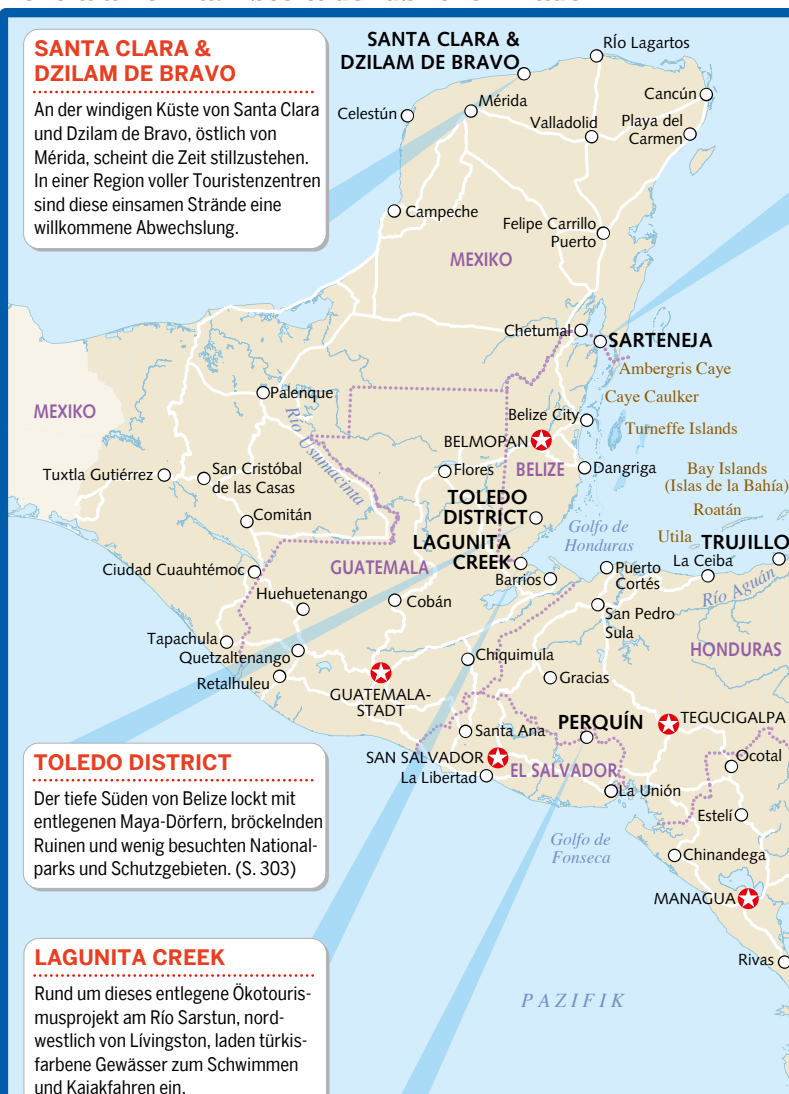 SANTA CLARA &
DZILAM DE BRAVO
An der windigen Küste von Santa Clara
und Dzilam de Bravo, östlich von
Mérida, scheint die Zeit stillzustehen.
In einer Region voller Touristenzentren
sind diese einsamen Strände eine
willkommene Abwechslung.
SANTA CLARA &
DZILAM DE BRAVO
Río Lagartos
Cancún
Celestún
Mérida
Valladolid
Playa del
Carmen
Campeche
Felipe Carrillo
Puerto
MEXIKO
Chetumal
SARTENEJA
Ambergris Caye
Palenque
Caye Caulker
MEXIKO
Río Usumacinta
Belize City
Turneffe Islands
BELMOPAN
Tuxtla Gutiérrez
San Cristóbal
de las Casas
Flores
BELIZE
Dangriga
Bay Islands
(Islas de la Bahía)
Comitán
TOLEDO
DISTRICT
Roatán
Golfo de
Honduras
Utila
TRUJILLO
LAGUNITA
CREEK
Ciudad Cuauhtémoc
GUATEMALA
Barrios
Puerto
Cortés
La Ceiba
Río Aguán
Huehuetenango
Cobán
San Pedro
Sula
Tapachula
Quetzaltenango
Chiquimula
HONDURAS
Retalhuleu
Gracias
GUATEMALA-
STADT
Santa Ana
PERQUÍN
TEGUCIGALPA
SAN SALVADOR
La Libertad
EL SALVADOR
Ocotal
La Unión
Estelí
Golfo de
Fonseca
Chinandega
MANAGUA
Rivas
PAZIFIK
TOLEDO DISTRICT
Der tiefe Süden von Belize lockt mit
entlegenen Maya-Dörfern, bröckelnden
Ruinen und wenig besuchten National-
parks und Schutzgebieten. (S. 303)
LAGUNITA CREEK
Rund um dieses entlegene Ökotouris-
musprojekt am Río Sarstun, nord-
westlich von Lívingston, laden türkis-
farbene Gewässer zum Schwimmen
und Kajakfahren ein.